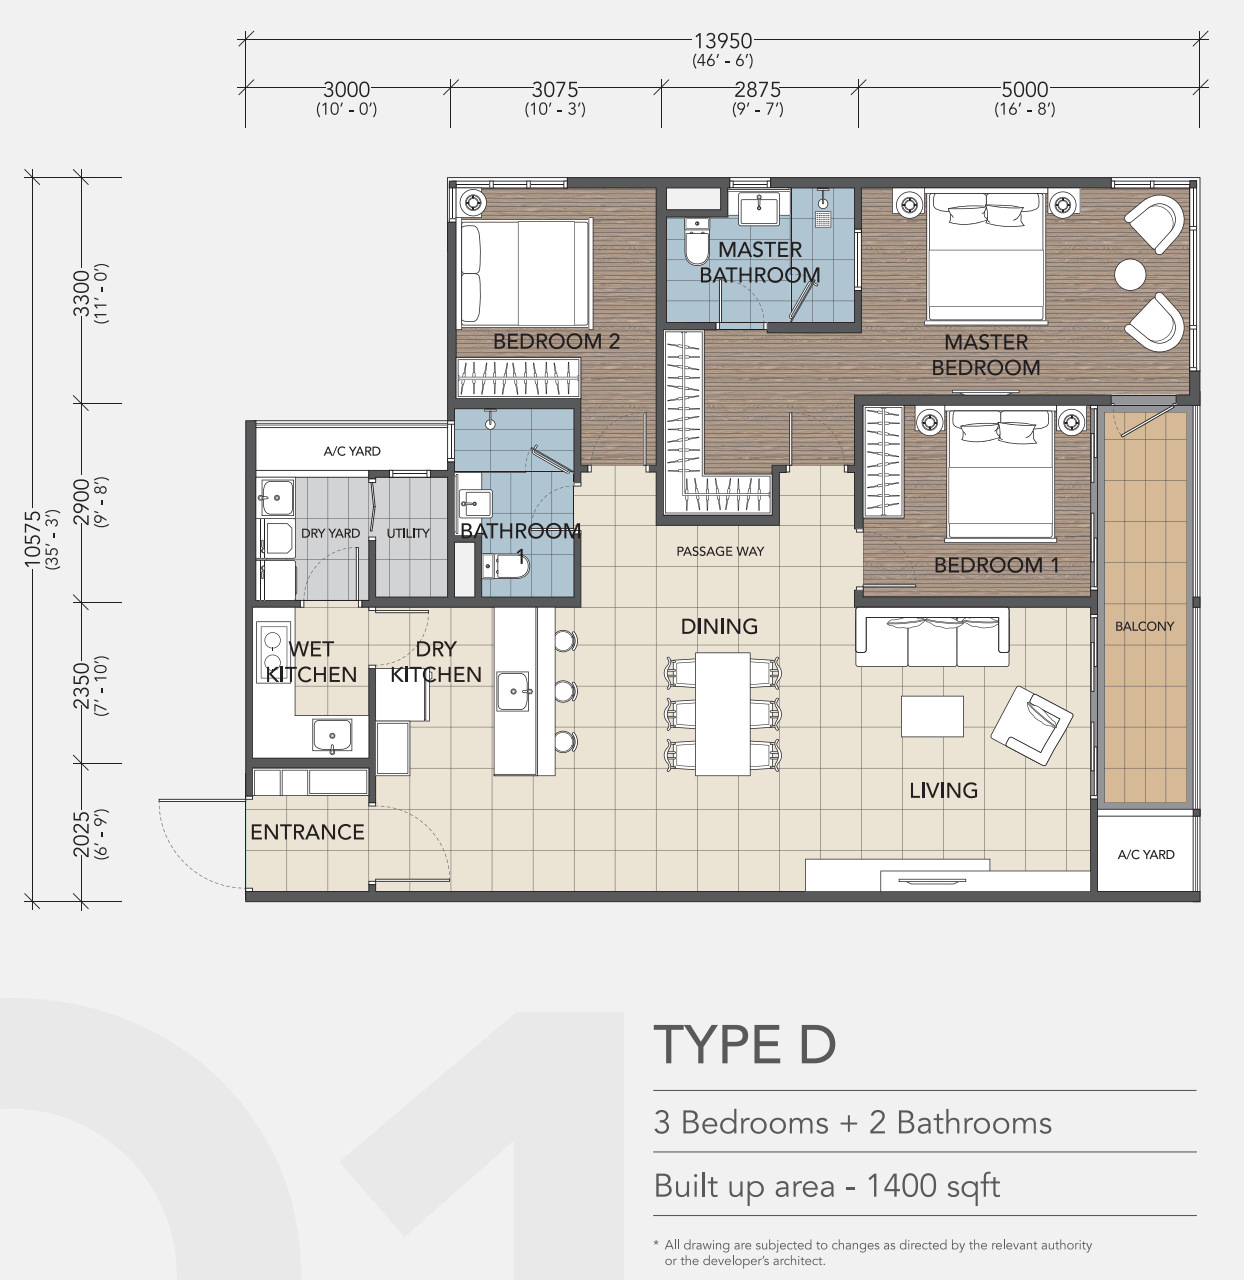 13950
(46' - 6')
3000
(10' - 0')
3075
(10' - 3')
2875
(9' - 7')
5000
(16' - 8')
10575
(35' - 3')
3300
(11' - 0')
2900
(9' - 8')
2350
(7' - 10')
2025
(6' - 9')
MASTER
BATHROOM
BEDROOM 2
MASTER
BEDROOM
A/C YARD
DRY YARD
UTILITY
BATHROOM
1
PASSAGE WAY
BEDROOM 1
BALCONY
WET
KITCHEN
DRY
KITCHEN
DINING
LIVING
ENTRANCE
A/C YARD
01
TYPE D
3 Bedrooms + 2 Bathrooms
Built up area - 1400 sqft
* All drawing are subjected to changes as directed by the relevant authority
or the developer's architect.